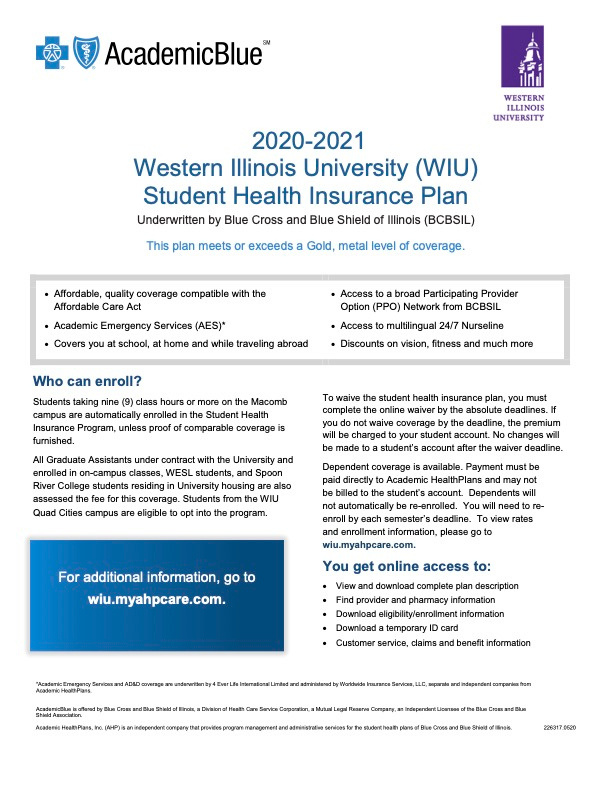 AcademicBlue℠
WESTERN
ILLINOIS
UNIVERSITY
2020-2021
Western Illinois University (WIU)
Student Health Insurance Plan
Underwritten by Blue Cross and Blue Shield of Illinois (BCBSIL)
This plan meets or exceeds a Gold, metal level of coverage.
• Affordable, quality coverage compatible with the
Affordable Care Act
• Academic Emergency Services (AES)*
• Covers you at school, at home and while traveling abroad
• Access to a broad Participating Provider
Option (PPO) Network from BCBSIL
• Access to multilingual 24/7 Nurseline
• Discounts on vision, fitness and much more
Who can enroll?
Students taking nine (9) class hours or more on the Macomb
campus are automatically enrolled in the Student Health
Insurance Program, unless proof of comparable coverage is
furnished.
All Graduate Assistants under contract with the University and
enrolled in on-campus classes, WESL students, and Spoon
River College students residing in University housing are also
assessed the fee for this coverage. Students from the WIU
Quad Cities campus are eligible to opt into the program.
For additional information, go to
wiu.myahpcare.com.
To waive the student health insurance plan, you must
complete the online waiver by the absolute deadlines. If
you do not waive coverage by the deadline, the premium
will be charged to your student account. No changes will
be made to a student's account after the waiver deadline.
Dependent coverage is available. Payment must be
paid directly to Academic HealthPlans and may not
be billed to the student's account. Dependents will
not automatically be re-enrolled. You will need to re-
enroll by each semester's deadline. To view rates
and enrollment information, please go to
wiu.myahpcare.com.
You get online access to:
• View and download complete plan description
• Find provider and pharmacy information
• Download eligibility/enrollment information
• Download a temporary ID card
• Customer service, claims and benefit information
*Academic Emergency Services and AD&D coverage are underwritten by 4 Ever Life International Limited and administered by Worldwide Insurance Services, LLC, separate and independent companies from
Academic HealthPlans.
AcademicBlue is offered by Blue Cross and Blue Shield of Illinois, a Division of Health Care Service Corporation, a Mutual Legal Reserve Company, an Independent Licensee of the Blue Cross and Blue
Shield Association.
Academic HealthPlans, Inc. (AHP) is an independent company that provides program management and administrative services for the student health plans of Blue Cross and Blue Shield of Illinois.
226317.0520